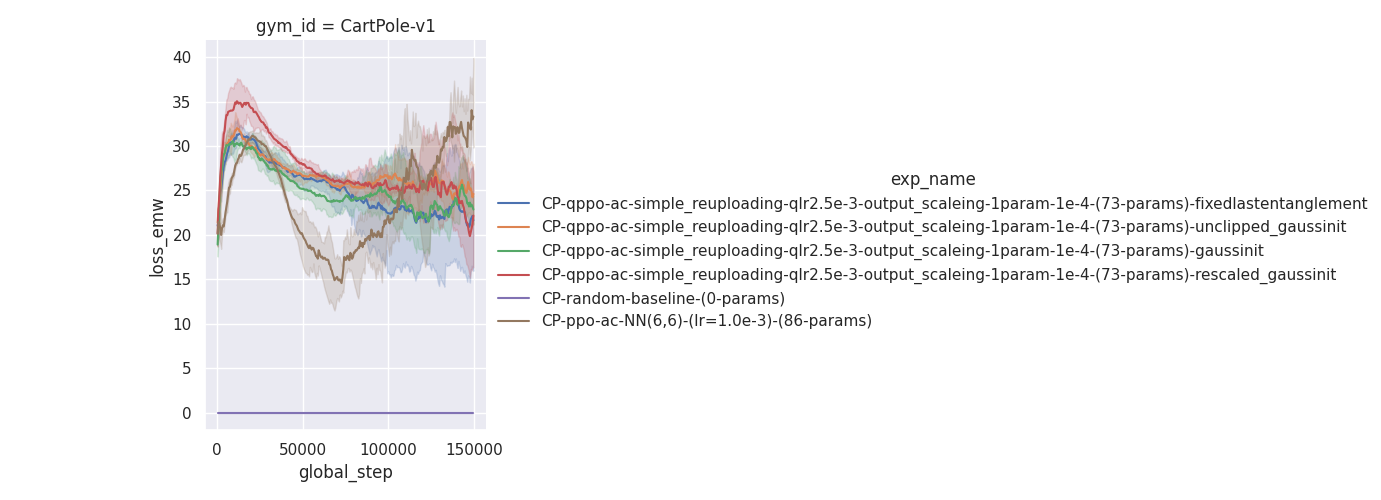 gym_id = CartPole-v1
40
35
30
25
20
15
10
5
0
loss_emw
0 50000 100000 150000
global_step
exp_name
CP-qppo-ac-simple_reuploading-qlr2.5e-3-output_scaleing-1param-1e-4-(73-params)-fixedlastentanglement
CP-qppo-ac-simple_reuploading-qlr2.5e-3-output_scaleing-1param-1e-4-(73-params)-unclipped_gaussinit
CP-qppo-ac-simple_reuploading-qlr2.5e-3-output_scaleing-1param-1e-4-(73-params)-gaussinit
CP-qppo-ac-simple_reuploading-qlr2.5e-3-output_scaleing-1param-1e-4-(73-params)-rescaled_gaussinit
CP-random-baseline-(0-params)
CP-ppo-ac-NN(6,6)-(lr=1.0e-3)-(86-params)